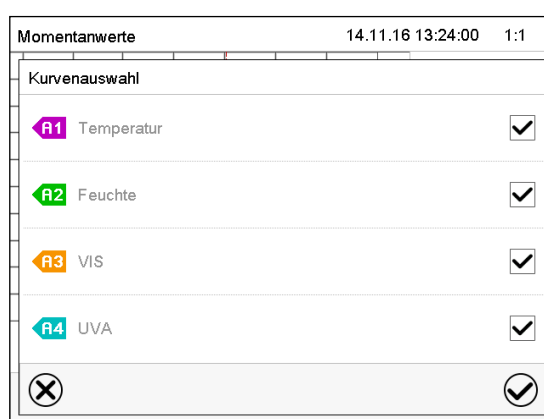 Momentanwerte 14.11.16 13:24:00 1:1
Kurvenauswahl
A1 Temperatur
A2 Feuchte
A3 VIS
A4 UVA